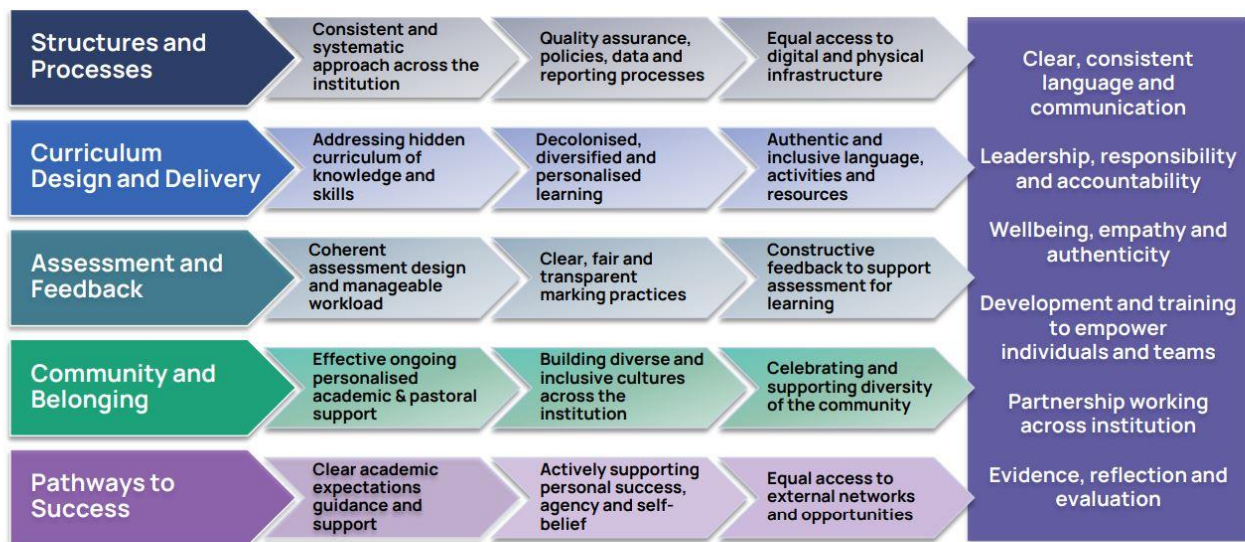 Structures and
Processes
Consistent and
systematic
approach across the
institution
Quality assurance,
policies, data and
reporting processes
Equal access to
digital and physical
infrastructure
Curriculum
Design and Delivery
Addressing hidden
curriculum of
knowledge and
skills
Decolonised,
diversified and
personalised
learning
Authentic and
inclusive language,
activities and
resources
Assessment and
Feedback
Coherent
assessment design
and manageable
workload
Clear, fair and
transparent
marking practices
Constructive
feedback to support
assessment for
learning
Community and
Belonging
Effective ongoing
personalised
academic & pastoral
support
Building diverse and
inclusive cultures
across the
institution
Celebrating and
supporting diversity
of the community
Pathways to
Success
Clear academic
expectations
guidance and
support
Actively supporting
personal success,
agency and self-
belief
Equal access to
external networks
and opportunities
Clear, consistent
language and
communication
Leadership, responsibility
and accountability
Wellbeing, empathy and
authenticity
Development and training
to empower
individuals and teams
Partnership working
across institution
Evidence, reflection and
evaluation